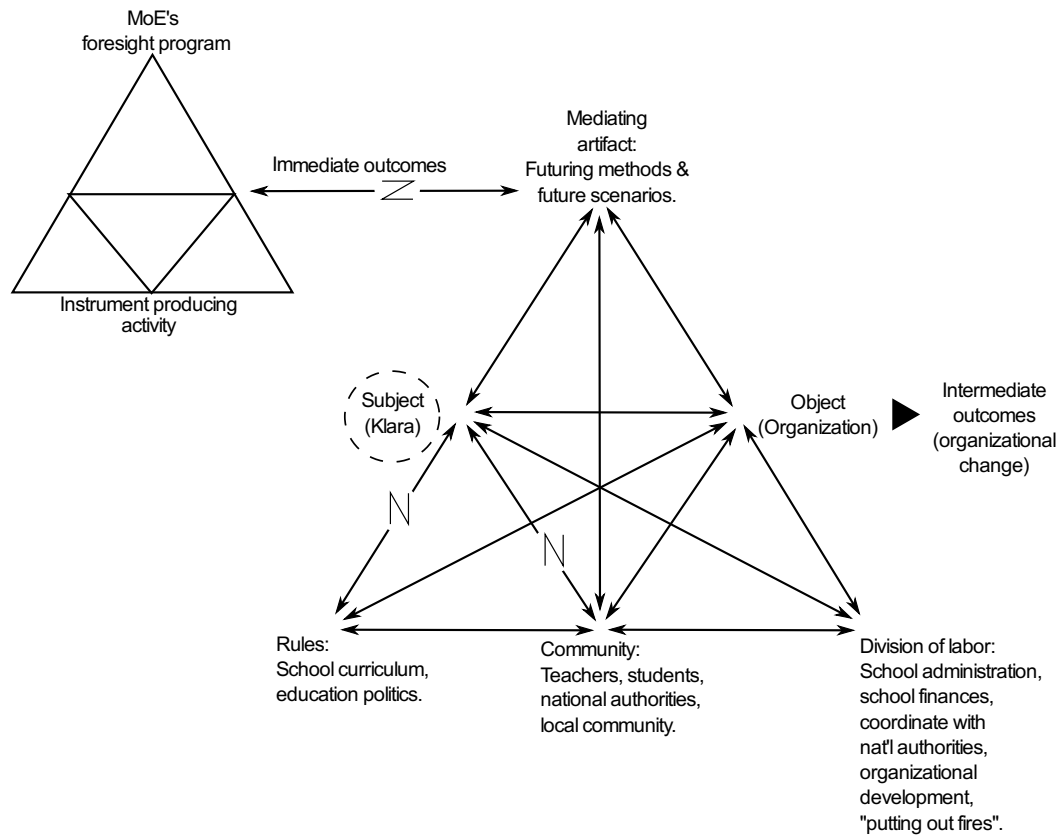 MoE's
foresight program
Instrument producing
activity
Immediate outcomes
Z
Mediating
artifact:
Futuring methods &
future scenarios.
Subject
(Klara)
Object
(Organization)
Intermediate
outcomes
(organizational
change)
N
N
Rules:
School curriculum,
education politics.
Community:
Teachers, students,
national authorities,
local community.
Division of labor:
School administration,
school finances,
coordinate with
nat'l authorities,
organizational
development,
"putting out fires".